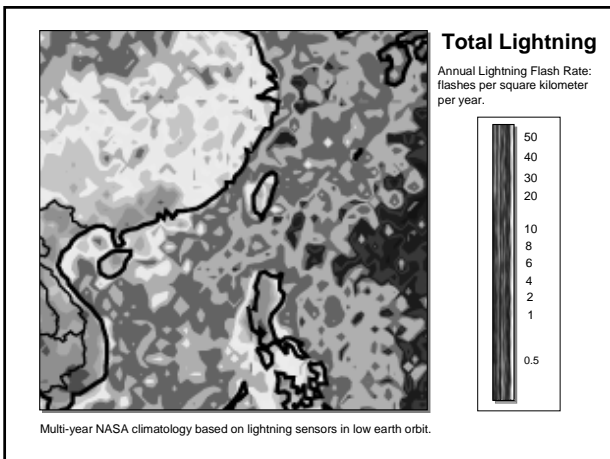 Total Lightning
Annual Lightning Flash Rate:
flashes per square kilometer
per year.
50
40
30
20
10
8
6
4
2
1
0.5
Multi-year NASA climatology based on lightning sensors in low earth orbit.